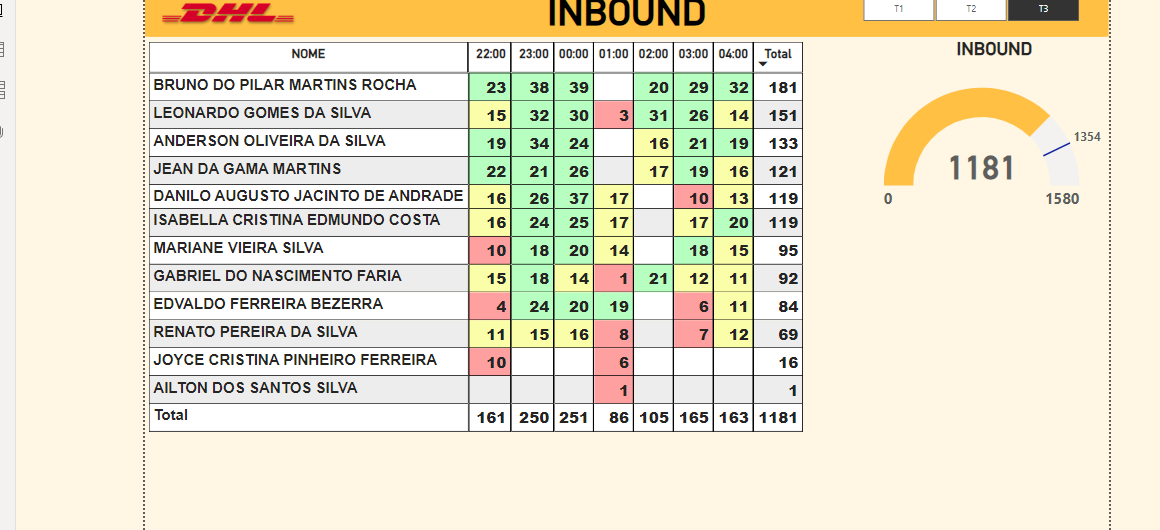 DHL
INBOUND
T1 T2 T3
NOME 22:00 23:00 00:00 01:00 02:00 03:00 04:00 Total
BRUNO DO PILAR MARTINS ROCHA 23 38 39 20 29 32 181
LEONARDO GOMES DA SILVA 15 32 30 3 31 26 14 151
ANDERSON OLIVEIRA DA SILVA 19 34 24 16 21 19 133
JEAN DA GAMA MARTINS 22 21 26 17 19 16 121
DANILO AUGUSTO JACINTO DE ANDRADE 16 26 37 17 10 13 119
ISABELLA CRISTINA EDMUNDO COSTA 16 24 25 17 17 20 119
MARIANE VIEIRA SILVA 10 18 20 14 18 15 95
GABRIEL DO NASCIMENTO FARIA 15 18 14 1 21 12 11 92
EDVALDO FERREIRA BEZERRA 4 24 20 19 6 11 84
RENATO PEREIRA DA SILVA 11 15 16 8 7 12 69
JOYCE CRISTINA PINHEIRO FERREIRA 10 6 16
AILTON DOS SANTOS SILVA 1 1
Total 161 250 251 86 105 165 163 1181
INBOUND
1354
1181
0 1580